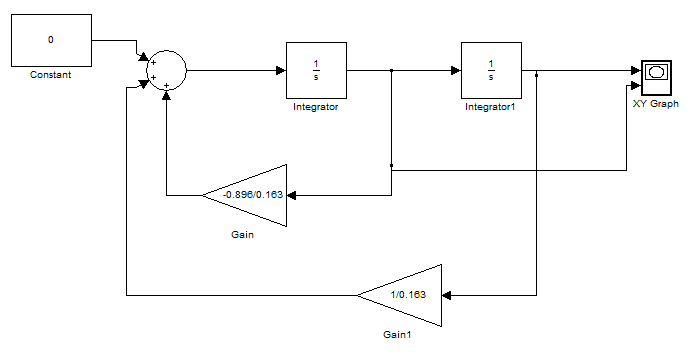 0
Constant
+
+
+
1
s
Integrator
1
s
Integrator1
XY Graph
-0.896/0.163
Gain
1/0.163
Gain1